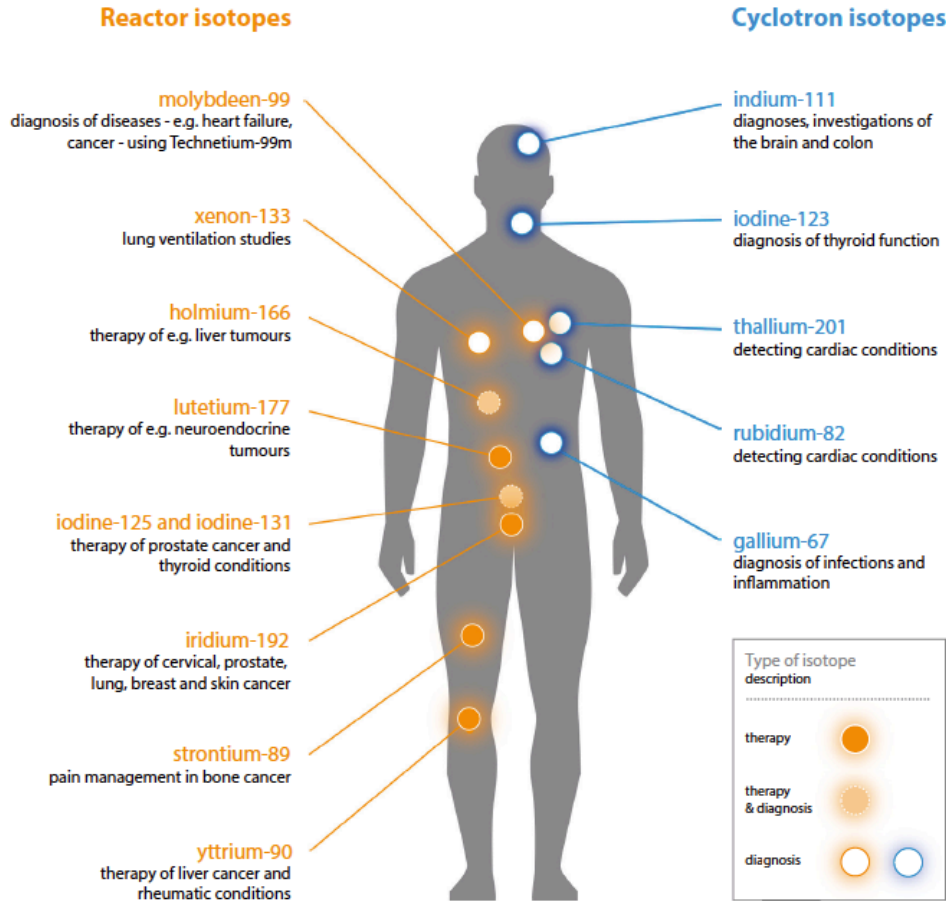 Reactor isotopes
molybdeen-99
diagnosis of diseases - e.g. heart failure,
cancer - using Technetium-99m
xenon-133
lung ventilation studies
holmium-166
therapy of e.g. liver tumours
lutetium-177
therapy of e.g. neuroendocrine
tumours
iodine-125 and iodine-131
therapy of prostate cancer and
thyroid conditions
iridium-192
therapy of cervical, prostate,
lung, breast and skin cancer
strontium-89
pain management in bone cancer
yttrium-90
therapy of liver cancer and
rheumatic conditions
Cyclotron isotopes
indium-111
diagnoses, investigations of
the brain and colon
iodine-123
diagnosis of thyroid function
thallium-201
detecting cardiac conditions
rubidium-82
detecting cardiac conditions
gallium-67
diagnosis of infections and
inflammation
Type of isotope
description
therapy
therapy
& diagnosis
diagnosis